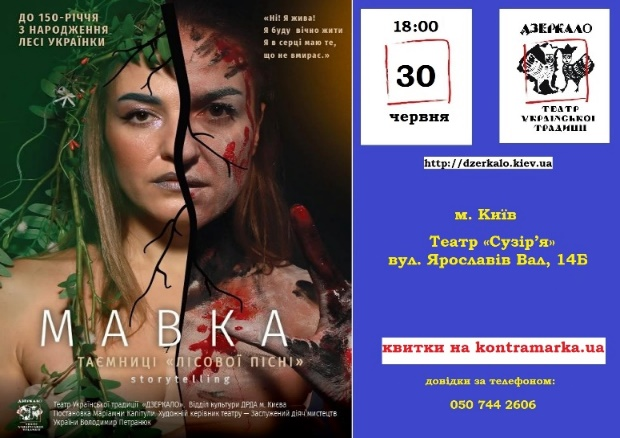 ДО 150-РІЧЧЯ
З НАРОДЖЕННЯ
ЛЕСІ УКРАЇНКИ
«Ні! Я жива!
Я буду вічно жити
Я в серці маю те,
що не вмирає.»
МАВКА
ТАЄМНИЦІ «ЛІСОВОЇ ПІСНІ»
storytelling
Театр Української традиції «ДЗЕРКАЛО». Відділ культури ДРДА м. Києва
Постановка Маріанни Капітули. Художній керівник театру — Заслужений діяч мистецтв
України Володимир Петранюк
18:00
30
червня
ДЗЕРКАЛО
ТЕАТР
УКРАЇНСЬКОЇ
ТРАДИЦІЇ
http://dzerkalo.kiev.ua
м. Київ
Театр «Сузір'я»
вул. Ярославів Вал, 14Б
квитки на kontramarka.ua
довідки за телефоном:
050 744 2606